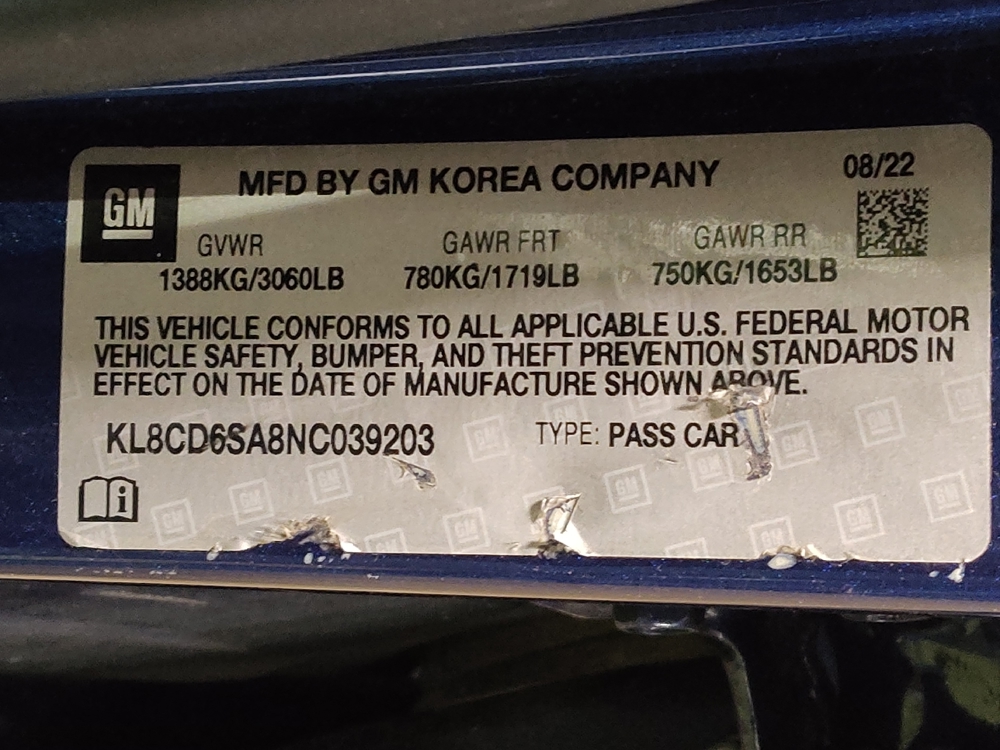 GM
MFD BY GM KOREA COMPANY
08/22
GVWR GAWR FRT GAWR RR
1388KG/3060LB 780KG/1719LB 750KG/1653LB
THIS VEHICLE CONFORMS TO ALL APPLICABLE U.S. FEDERAL MOTOR
VEHICLE SAFETY, BUMPER, AND THEFT PREVENTION STANDARDS IN
EFFECT ON THE DATE OF MANUFACTURE SHOWN ABOVE.
KL8CD6SA8NC039203 TYPE: PASS CAR